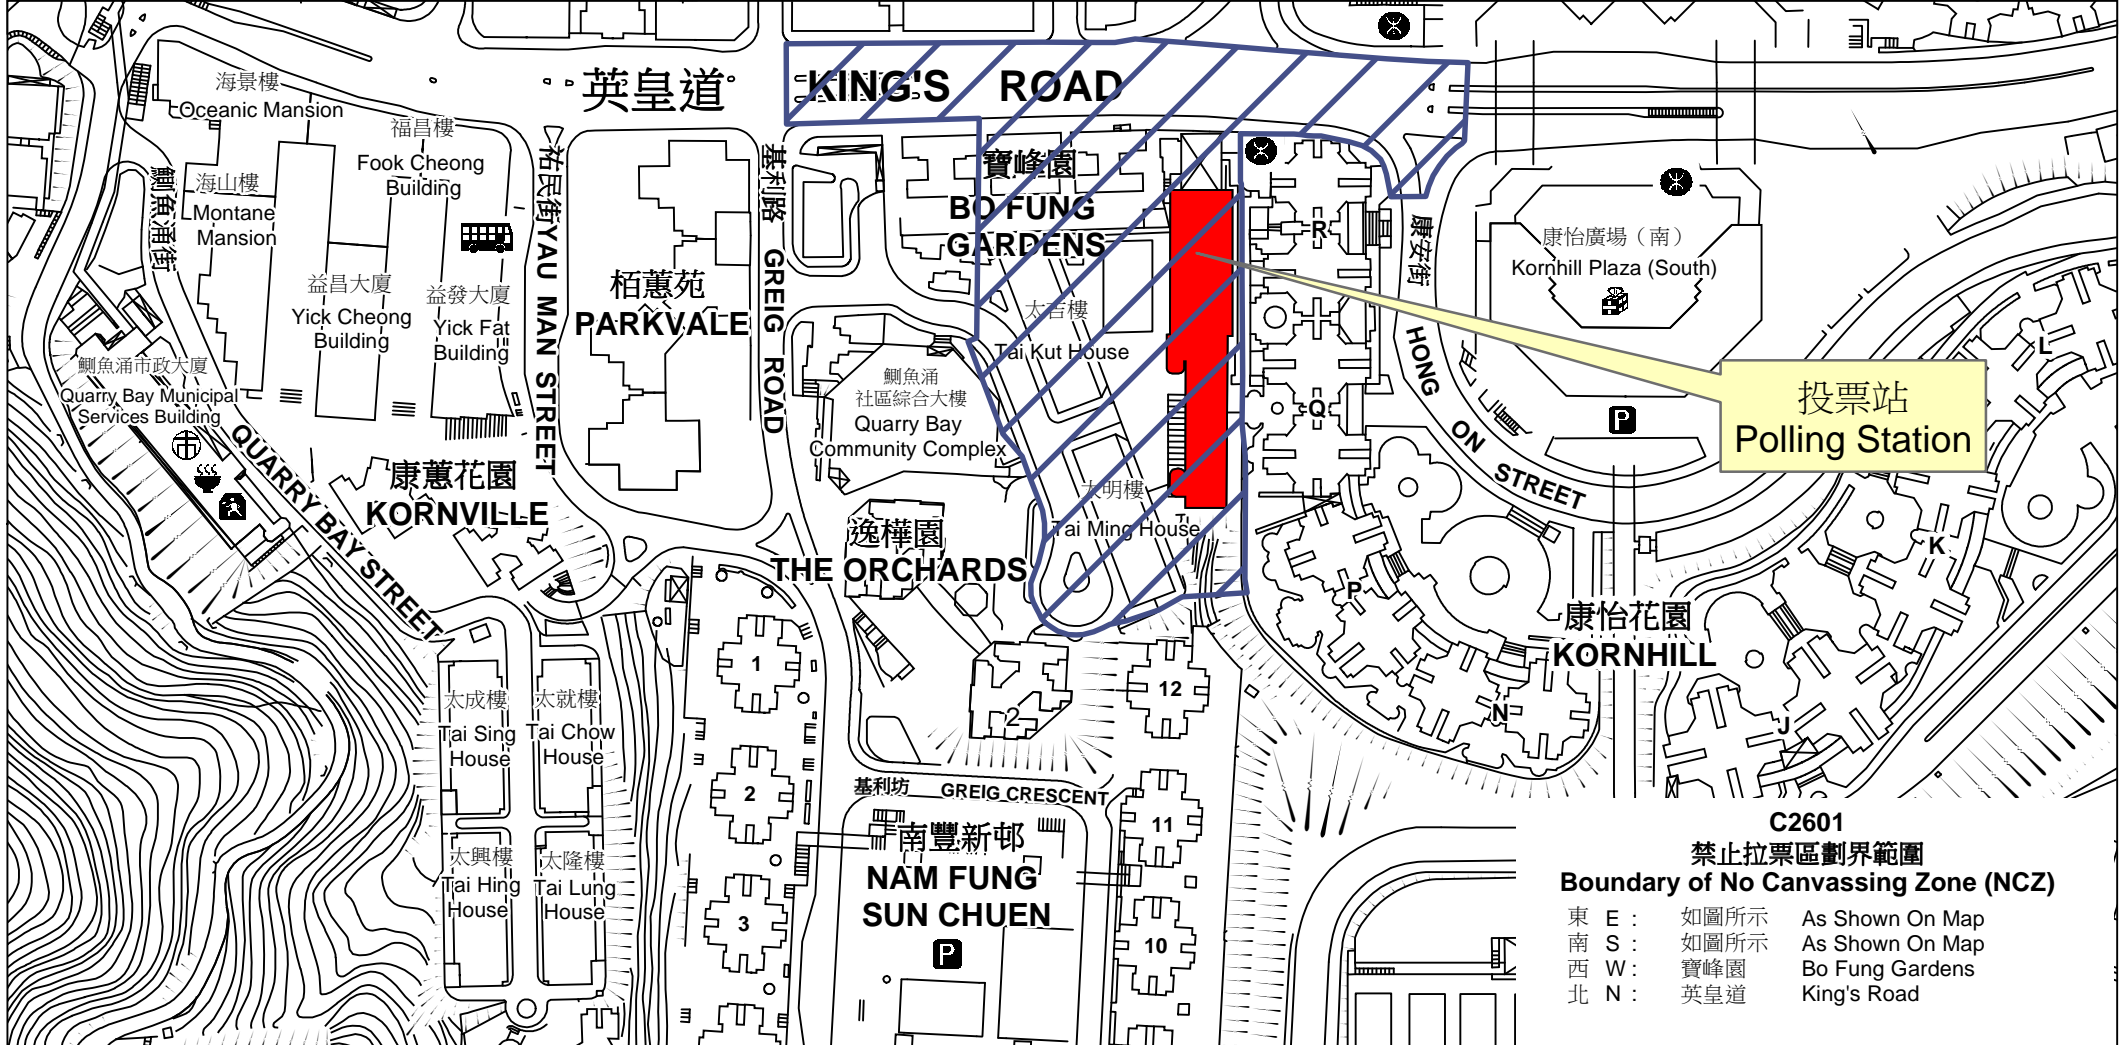 英皇道 KING'S ROAD
海景樓
Oceanic Mansion
福昌樓
Fook Cheong
Building
海山樓
Montane
Mansion
鰂魚涌街
祐民街 YAU MAN STREET
基利路 GREIG ROAD
寶峰園
BO FUNG
GARDENS
益昌大廈
Yick Cheong
Building
益發大廈
Yick Fat
Building
栢蕙苑
PARKVALE
太吉樓
Tai Kut House
R
康安街
HONG ON STREET
康怡廣場（南）
Kornhill Plaza (South)
L
鰂魚涌市政大廈
Quarry Bay Municipal
Services Building
市
鰂魚涌
社區綜合大樓
Quarry Bay
Community Complex
Q
P
投票站
Polling Station
QUARRY BAY STREET
康蕙花園
KORNVILLE
太明樓
Tai Ming House
逸樺園
THE ORCHARDS
K
P
康怡花園
KORNHILL
1
12
2
N
J
太成樓
Tai Sing
House
太就樓
Tai Chow
House
2
基利坊 GREIG CRESCENT
11
南豐新邨
NAM FUNG
SUN CHUEN
P
太興樓
Tai Hing
House
太隆樓
Tai Lung
House
3
10
C2601
禁止拉票區劃界範圍
Boundary of No Canvassing Zone (NCZ)
東 E : 如圖所示 As Shown On Map
南 S : 如圖所示 As Shown On Map
西 W : 寶峰園 Bo Fung Gardens
北 N : 英皇道 King's Road